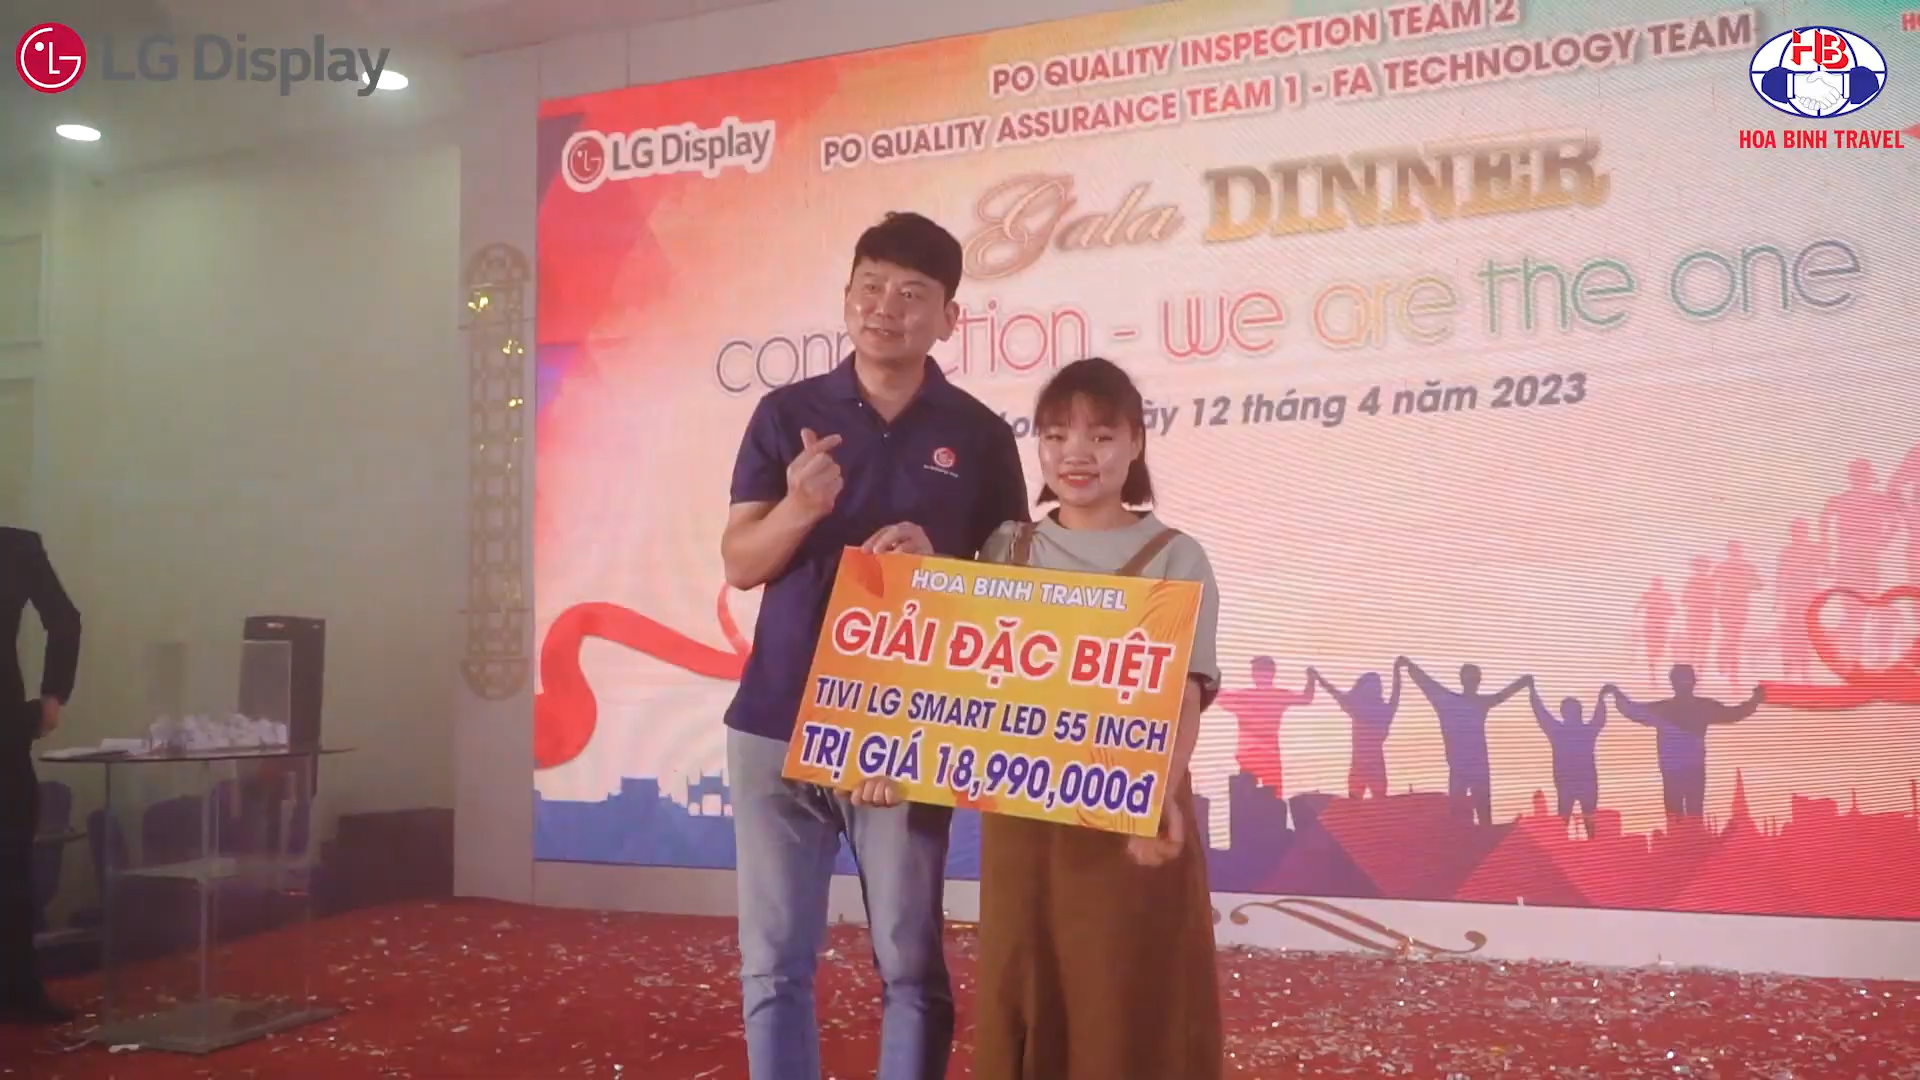 LG Display
HB
HOA BINH TRAVEL
PO QUALITY INSPECTION TEAM 2
LG Display
PO QUALITY ASSURANCE TEAM 1 - FA TECHNOLOGY TEAM
Gala DINNER
con ction - we are the one
12 tháng 4 năm 2023
HOA BINH TRAVEL
GIẢI ĐẶC BIỆT
TIVI LG SMART LED 55 INCH
TRỊ GIÁ 18,990,000đ